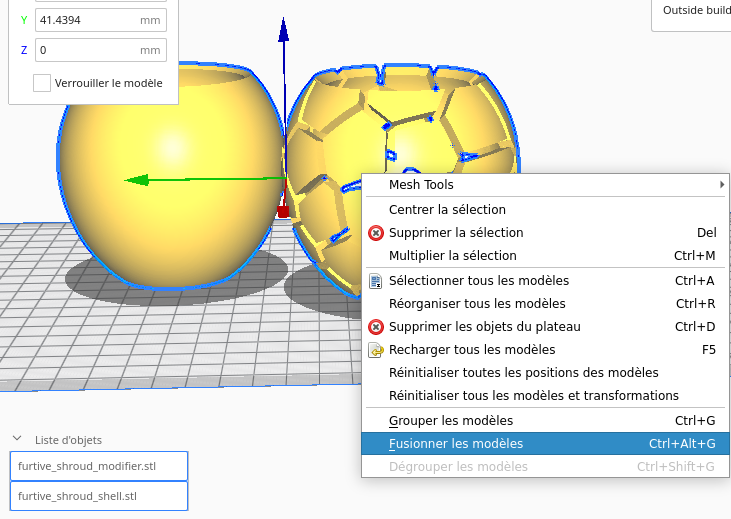 Y 41.4394 mm
Z 0 mm
Verrouiller le modèle
Outside build
Mesh Tools
Centrer la sélection
Supprimer la sélection Del
Multiplier la sélection Ctrl+M
Sélectionner tous les modèles Ctrl+A
Réorganiser tous les modèles Ctrl+R
Supprimer les objets du plateau Ctrl+D
Recharger tous les modèles F5
Réinitialiser toutes les positions des modèles
Réinitialiser tous les modèles et transformations
Grouper les modèles Ctrl+G
Fusionner les modèles Ctrl+Alt+G
Dégrouper les modèles Ctrl+Shift+G
Liste d'objets
furtive_shroud_modifier.stl
furtive_shroud_shell.stl